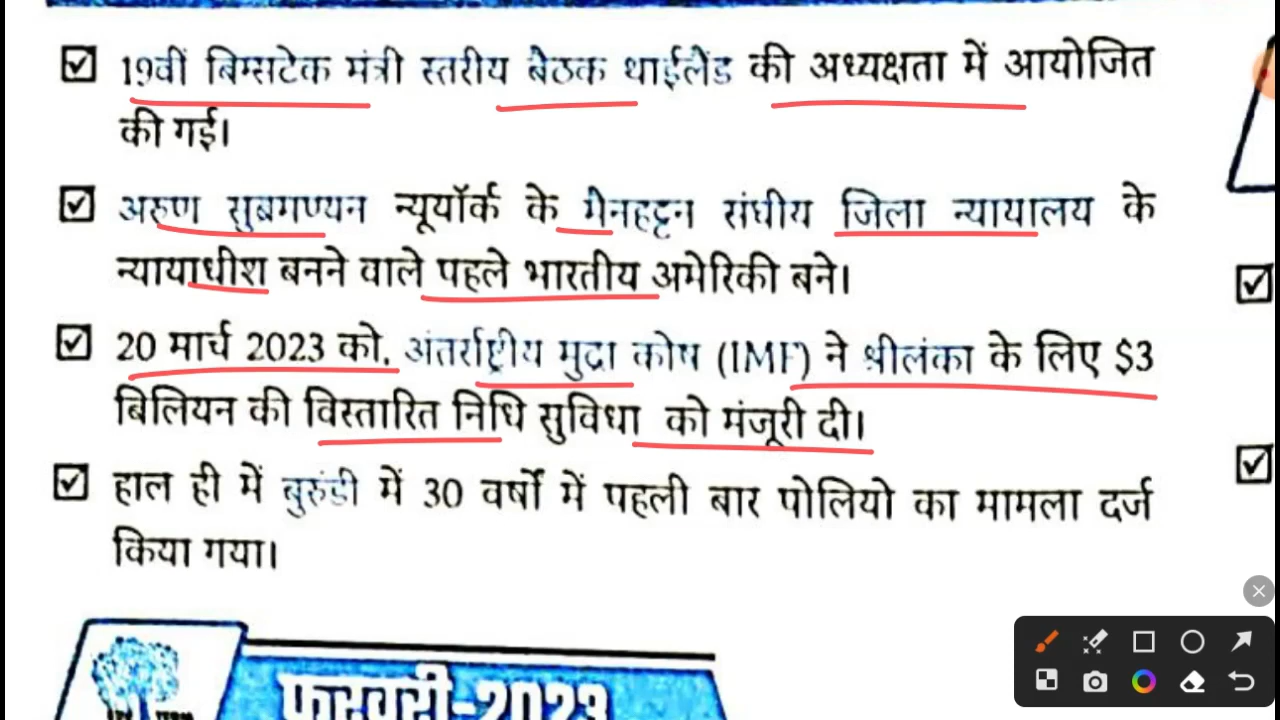 19वीं बिम्सटेक मंत्री स्तरीय बैठक थाईलैंड की अध्यक्षता में आयोजित
की गई।
अरुण सुब्रमण्यन न्यूयॉर्क के मैनहट्टन संघीय जिला न्यायालय के
न्यायाधीश बनने वाले पहले भारतीय अमेरिकी बने।
20 मार्च 2023 को, अंतर्राष्ट्रीय मुद्रा कोष (IMF) ने श्रीलंका के लिए $3
बिलियन की विस्तारित निधि सुविधा को मंजूरी दी।
हाल ही में बुरुंडी में 30 वर्षों में पहली बार पोलियो का मामला दर्ज
किया गया।
फरवरी-2023